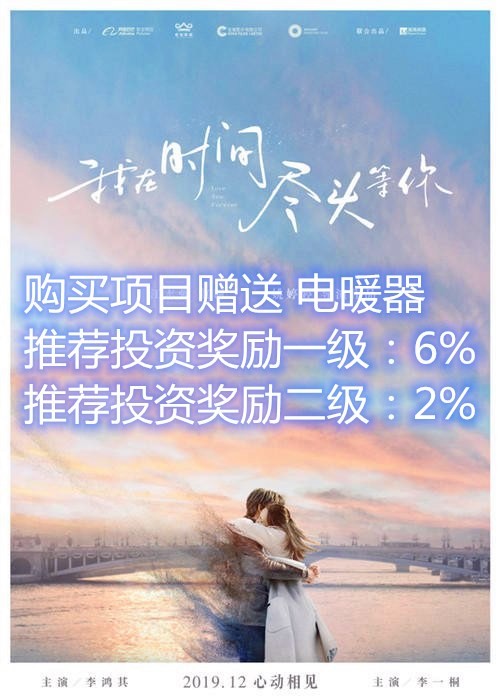 出品/
联合出品/
我在时间尽头等你
Love
You
Forever
购买项目赠送 电暖器
推荐投资奖励一级：6%
推荐投资奖励二级：2%
主演/李鸿其
2019.12 心动相见
主演/李一桐